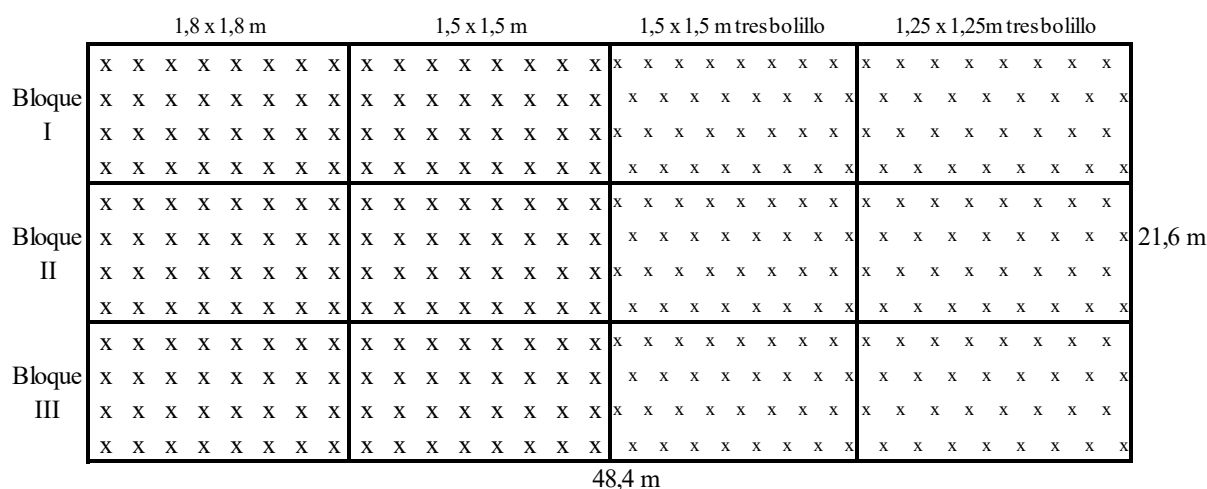 1,8 x 1,8 m 1,5 x 1,5 m 1,5 x 1,5 m tresbolillo 1,25 x 1,25m tresbolillo
x x x x x x x x x x x x x x x x x x x x x x x x x x x x x x x x
Bloque x x x x x x x x x x x x x x x x x x x x x x x x x x x x x x x x
I x x x x x x x x x x x x x x x x x x x x x x x x x x x x x x x x
x x x x x x x x x x x x x x x x x x x x x x x x x x x x x x x x
x x x x x x x x x x x x x x x x x x x x x x x x x x x x x x x x
Bloque x x x x x x x x x x x x x x x x x x x x x x x x x x x x x x x x 21,6 m
II x x x x x x x x x x x x x x x x x x x x x x x x x x x x x x x x
x x x x x x x x x x x x x x x x x x x x x x x x x x x x x x x x
x x x x x x x x x x x x x x x x x x x x x x x x x x x x x x x x
Bloque x x x x x x x x x x x x x x x x x x x x x x x x x x x x x x x x
III x x x x x x x x x x x x x x x x x x x x x x x x x x x x x x x x
x x x x x x x x x x x x x x x x x x x x x x x x x x x x x x x x
48,4 m